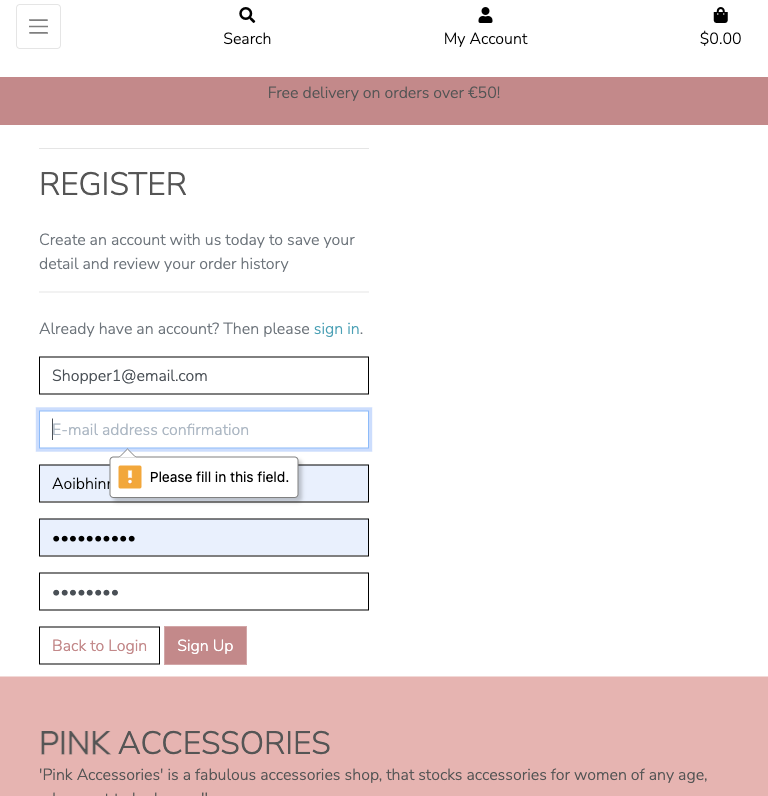 Search
My Account
$0.00
Free delivery on orders over €50!
REGISTER
Create an account with us today to save your
detail and review your order history
Already have an account? Then please sign in.
Shopper1@email.com
E-mail address confirmation
Please fill in this field.
••••••••••
••••••••
Back to Login
Sign Up
PINK ACCESSORIES
'Pink Accessories' is a fabulous accessories shop, that stocks accessories for women of any age,